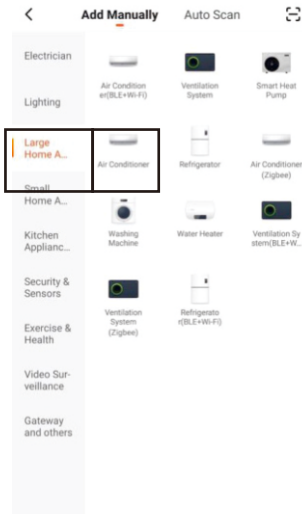 Add Manually Auto Scan
Electrician
Lighting
Large
Home A...
Small
Home A...
Kitchen
Applianc...
Security &
Sensors
Exercise &
Health
Video Sur-
veillance
Gateway
and others
Air Condition
er(BLE+Wi-Fi)
Ventilation
System
Smart Heat
Pump
Air Conditioner
Refrigerator
Air Conditioner
(Zigbee)
Washing
Machine
Water Heater
Ventilation Sy
stem(BLE+W...
Ventilation
System
(Zigbee)
Refrigerato
r(BLE+Wi-Fi)